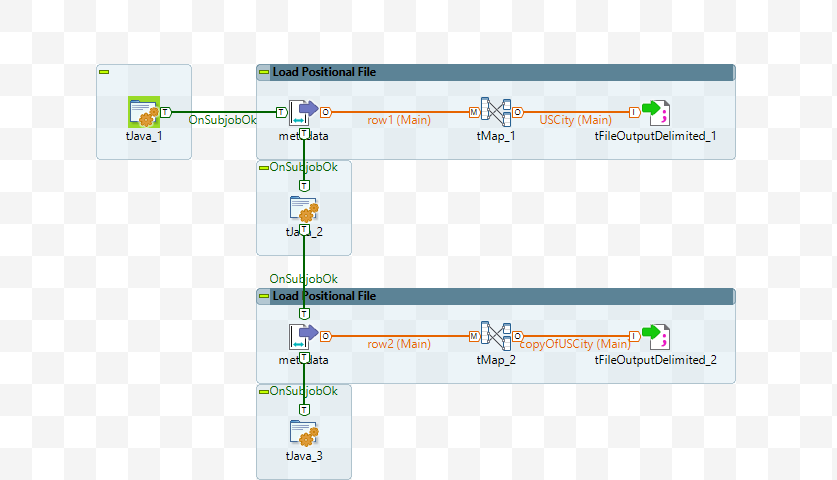 Load Positional File
T
OnSubjobOk
T
O
row1 (Main)
M
O
USCity (Main)
I
tJava_1
metadata
tMap_1
tFileOutputDelimited_1
T
OnSubjobOk
T
tJava_2
T
OnSubjobOk
Load Positional File
T
O
row2 (Main)
M
O
copyOfUSCity (Main)
I
metadata
tMap_2
tFileOutputDelimited_2
T
OnSubjobOk
T
tJava_3